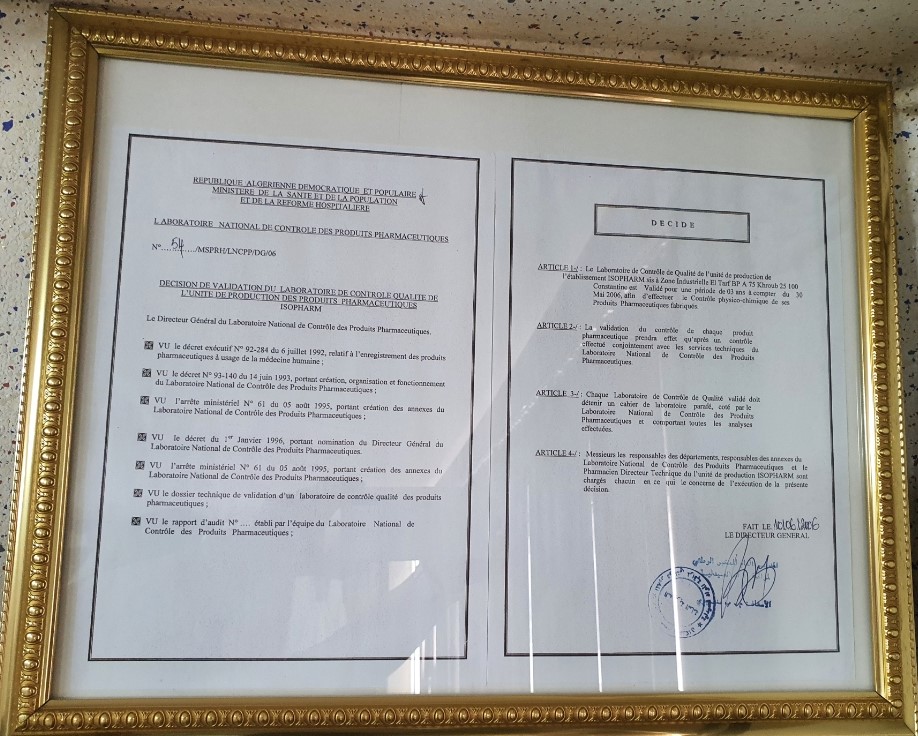 REPUBLIQUE ALGERIENNE DEMOCRATIQUE ET POPULAIRE
MINISTERE DE LA SANTE ET DE LA POPULATION
ET DE LA REFORME HOSPITALIERE
LABORATOIRE NATIONAL DE CONTROLE DES PRODUITS PHARMACEUTIQUES
N°....54..../MSPRH/LNCPP/DG/06
DECISION DE VALIDATION DU LABORATOIRE DE CONTROLE QUALITE DE
L'UNITE DE PRODUCTION DES PRODUITS PHARMACEUTIQUES
ISOPHARM
Le Directeur Général du Laboratoire National de Contrôle des Produits Pharmaceutiques.
VU le décret exécutif N° 92-284 du 6 juillet 1992, relatif à l'enregistrement des produits
pharmaceutiques à usage de la médecine humaine ;
VU le décret N° 93-140 du 14 juin 1993, portant création, organisation et fonctionnement
du Laboratoire National de Contrôle des Produits Pharmaceutiques ;
VU l'arrête ministériel N° 61 du 05 août 1995, portant création des annexes du
Laboratoire National de Contrôle des Produits Pharmaceutiques ;
VU le décret du 1er Janvier 1996, portant nomination du Directeur Général du
Laboratoire National de Contrôle des Produits Pharmaceutiques.
VU l'arrête ministériel N° 61 du 05 août 1995, portant création des annexes du
Laboratoire National de Contrôle des Produits Pharmaceutiques ;
VU le dossier technique de validation d'un laboratoire de contrôle qualité des produits
pharmaceutiques ;
VU le rapport d'audit N° .... établi par l'équipe du Laboratoire National de
Contrôle des Produits Pharmaceutiques ;
DECIDE
ARTICLE 1-/ : Le Laboratoire de Contrôle de Qualité de l'unité de production de
l'établissement ISOPHARM sis à Zone Industrielle El Tarf BP A 75 Khroub 25 100
Constantine est Validé pour une période de 03 ans à compter du 30
Mai 2006, afin d'effectuer le Contrôle physico-chimique de ses
Produits Pharmaceutiques fabriqués.
ARTICLE 2-/ : La validation du contrôle de chaque produit
pharmaceutique prendra effet qu'après un contrôle
effectué conjointement avec les services techniques du
Laboratoire National de Contrôle des Produits
Pharmaceutiques.
ARTICLE 3-/ : Chaque Laboratoire de Contrôle de Qualité validé doit
détenir un cahier de laboratoire parafé, coté par le
Laboratoire National de Contrôle des Produits
Pharmaceutiques et comportant toutes les analyses
effectuées.
ARTICLE 4-/ : Messieurs les responsables des départements, responsables des annexes du
Laboratoire National de Contrôle des Produits Pharmaceutiques et le
Pharmacien Directeur Technique de l'unité de production ISOPHARM sont
chargés chacun en ce qui le concerne de l'exécution de la présente
décision.
FAIT LE 10/06/2006
LE DIRECTEUR GENERAL